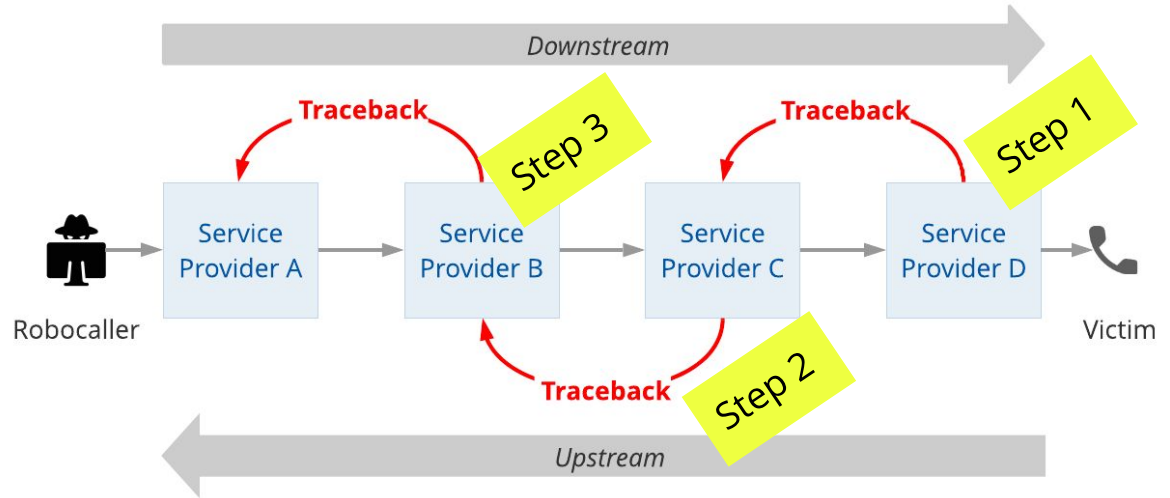 Downstream
Traceback
Traceback
Step 3
Step 1
Service
Provider A
Service
Provider B
Service
Provider C
Service
Provider D
Robocaller
Victim
Traceback
Step 2
Upstream